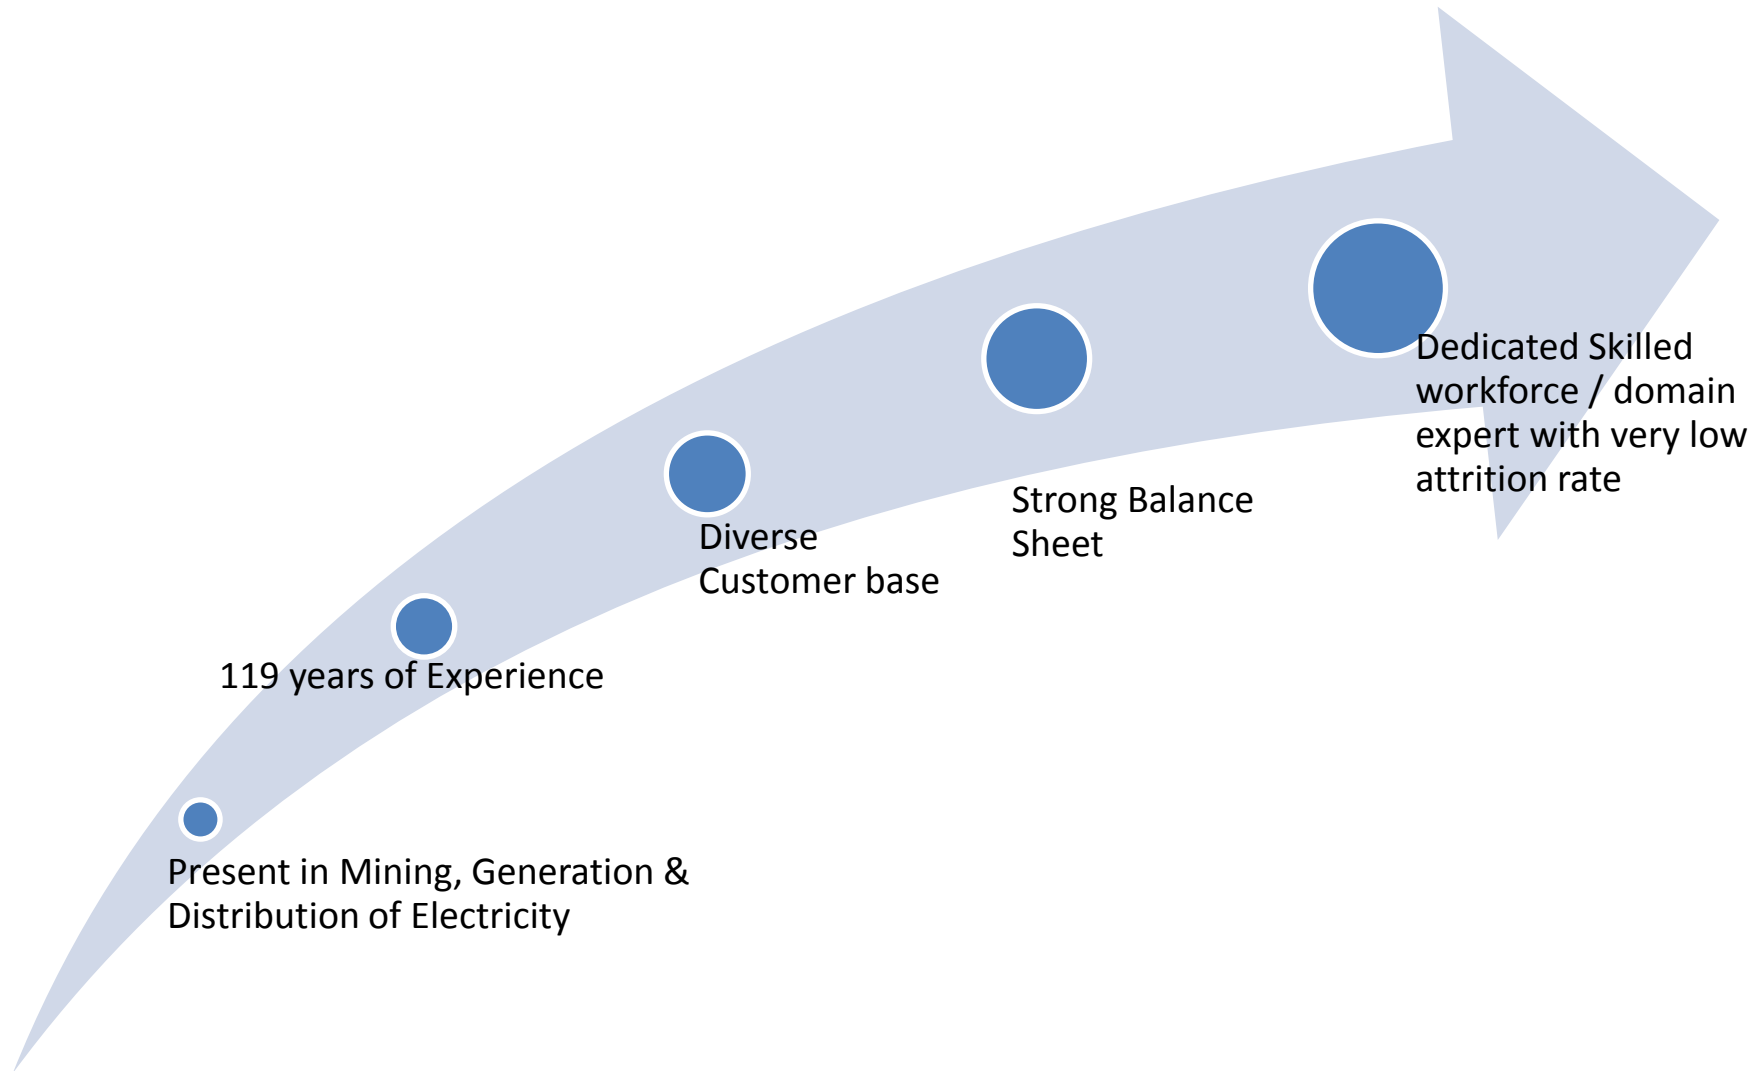 Present in Mining, Generation &
Distribution of Electricity
119 years of Experience
Diverse
Customer base
Strong Balance
Sheet
Dedicated Skilled
workforce / domain
expert with very low
attrition rate